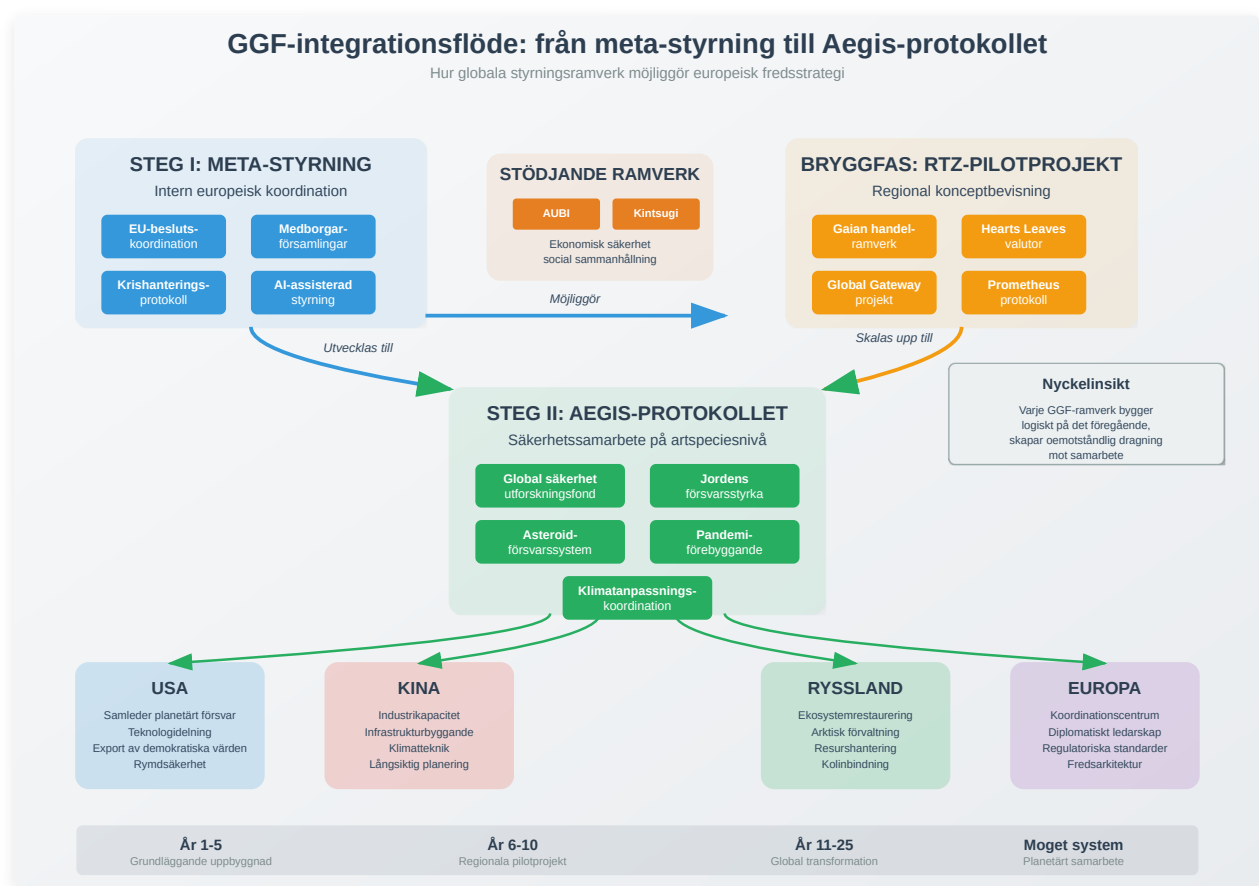 GGF-integrationsflöde: från meta-styrning till Aegis-protokollet
Hur globala styrningsramverk möjliggör europeisk fredsstrategi
STEG I: META-STYRNING
Intern europeisk koordination
EU-besluts-
koordination
Medborgar-
församlingar
Krishanterings-
protokoll
AI-assisterad
styrning
STÖDJANDE RAMVERK
AUBI
Kintsugi
Ekonomisk säkerhet
social sammanhållning
BRYGGFAS: RTZ-PILOTPROJEKT
Regional konceptbevisning
Gaian handel-
ramverk
Hearts Leaves
valutor
Global Gateway
projekt
Prometheus
protokoll
Möjliggör
Utvecklas till
Skalas upp till
Nyckelinsikt
Varje GGF-ramverk bygger
logiskt på det föregående,
skapar oemotståndlig dragning
mot samarbete
STEG II: AEGIS-PROTOKOLLET
Säkerhetssamarbete på artspeciesnivå
Global säkerhet
utforskningsfond
Jordens
försvarsstyrka
Asteroid-
försvarssystem
Pandemi-
förebyggande
Klimatanpassnings-
koordination
USA
Samleder planetärt försvar
Teknologidelning
Export av demokratiska värden
Rymdsäkerhet
KINA
Industrikapacitet
Infrastrukturbyggande
Klimatteknik
Långsiktig planering
RYSSLAND
Ekosystemrestaurering
Arktisk förvaltning
Resurshantering
Kolinbindning
EUROPA
Koordinationscentrum
Diplomatiskt ledarskap
Regulatoriska standarder
Fredsarkitektur
År 1-5
Grundläggande uppbyggnad
År 6-10
Regionala pilotprojekt
År 11-25
Global transformation
Moget system
Planetärt samarbete